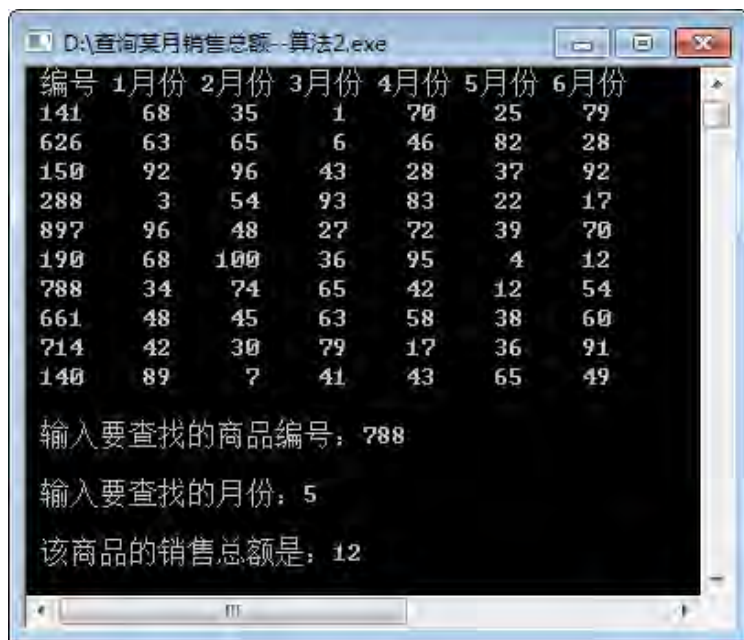 D:\查询某月销售总额--算法2.exe
编号 1月份 2月份 3月份 4月份 5月份 6月份
141 68 35 1 70 25 79
626 63 65 6 46 82 28
150 92 96 43 28 37 92
288 3 54 93 83 22 17
897 96 48 27 72 39 70
190 68 100 36 95 4 12
788 34 74 65 42 12 54
661 48 45 63 58 38 60
714 42 30 79 17 36 91
140 89 7 41 43 65 49
输入要查找的商品编号：788
输入要查找的月份：5
该商品的销售总额是：12